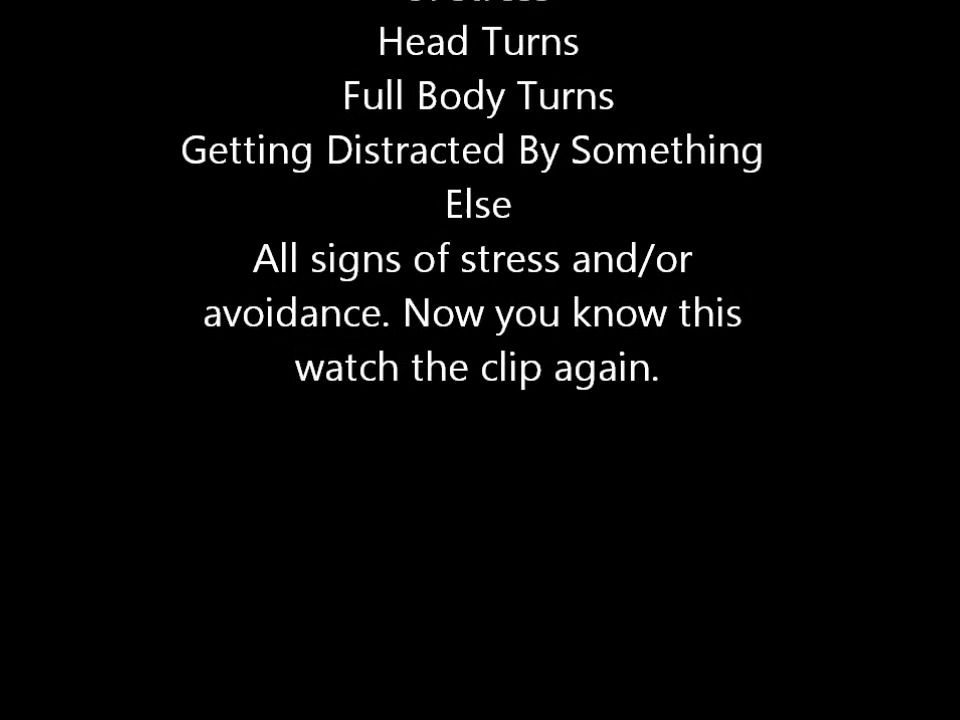 Head Turns
Full Body Turns
Getting Distracted By Something
Else
All signs of stress and/or
avoidance. Now you know this
watch the clip again.